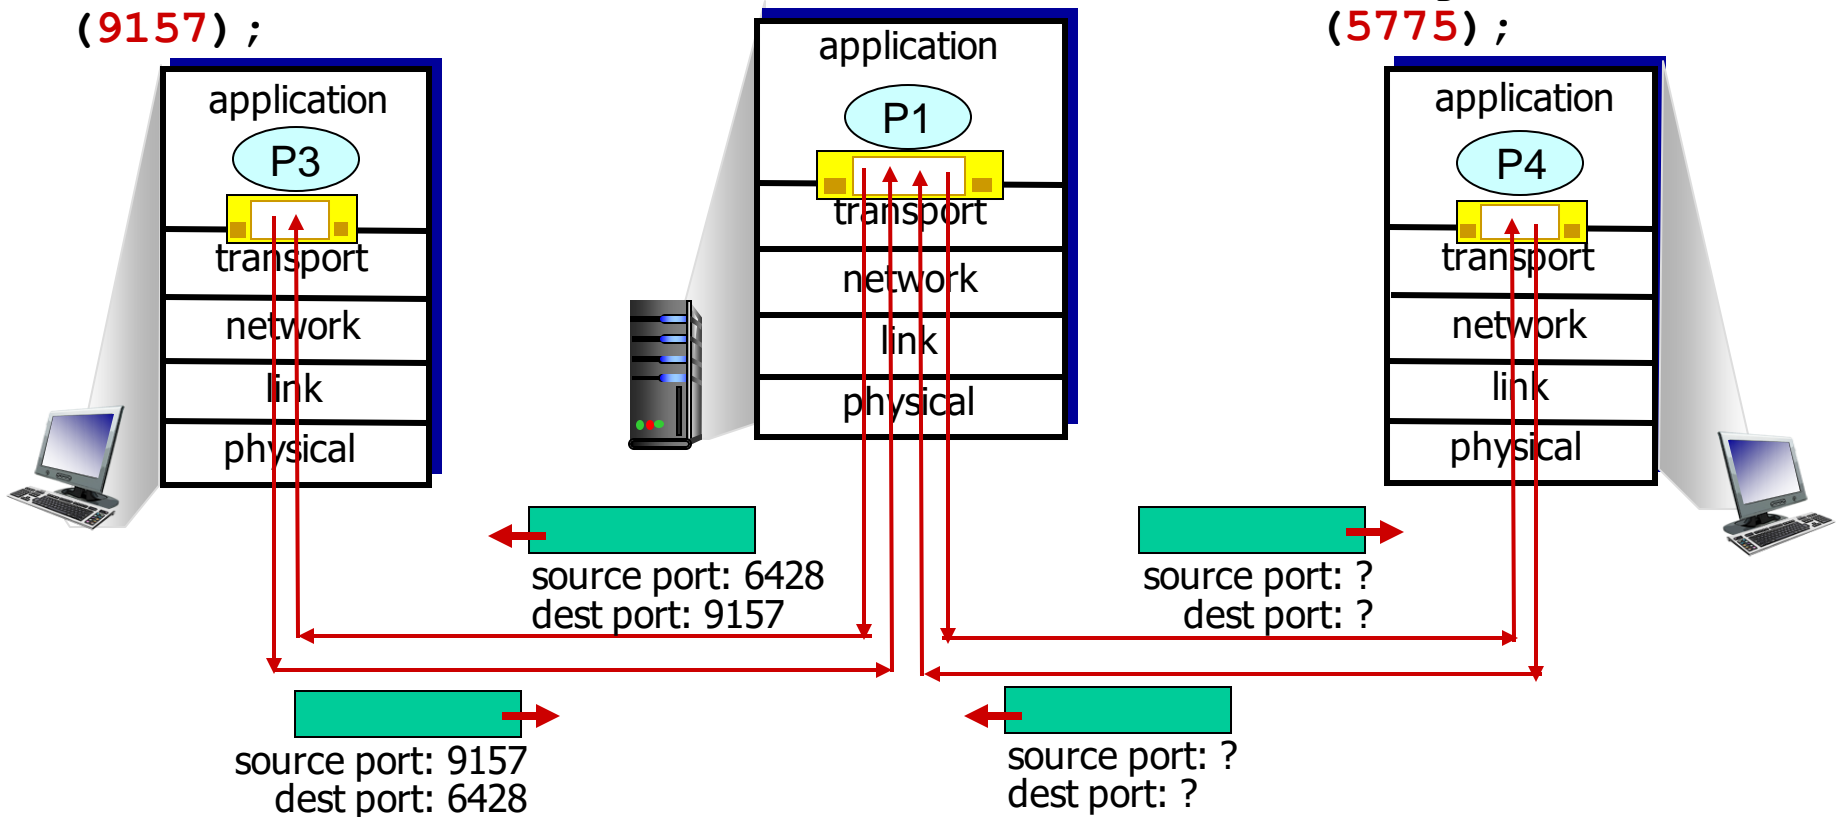 (9157);
application
P3
transport
network
link
physical
application
P1
transport
network
link
physical
(5775);
application
P4
transport
network
link
physical
source port: 6428
dest port: 9157
source port: ?
dest port: ?
source port: 9157
dest port: 6428
source port: ?
dest port: ?